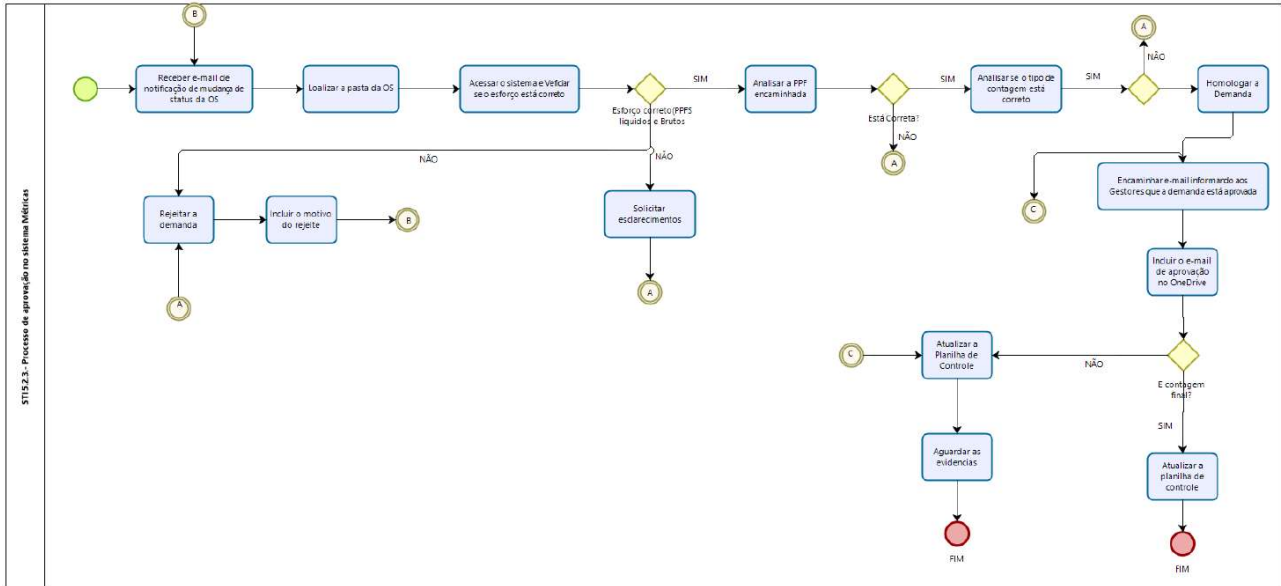 STI 5.2.3.- Processo de aprovação no sistema Métricas
B
Receber e-mail de
notificação de mudança de
status da OS
Loalizar a pasta da OS
Acessar o sistema e Vefidar
se o esforço está correto
Esforço correto(PPFS
liquidos e Brutos
SIM
Analisar a PPF
encaminhada
Está Correta?
NÃO
A
SIM
Analisar se o tipo de
contagem está
correto
SIM
A
NÃO
Homologar a
Demanda
NÃO
NÃO
Rejeitar a
demanda
Incluir o motivo
do rejeite
B
A
Solicitar
esclarecimentos
A
C
Encaminhar e-mail informando aos
Gestores que a demanda está aprovada
Incluir o e-mail
de aprovação
no OneDrive
E contagem
final?
NÃO
SIM
C
Atualizar a
Planilha de
Controle
Aguardar as
evidencias
FIM
Atualizar a
planilha de
controle
FIM